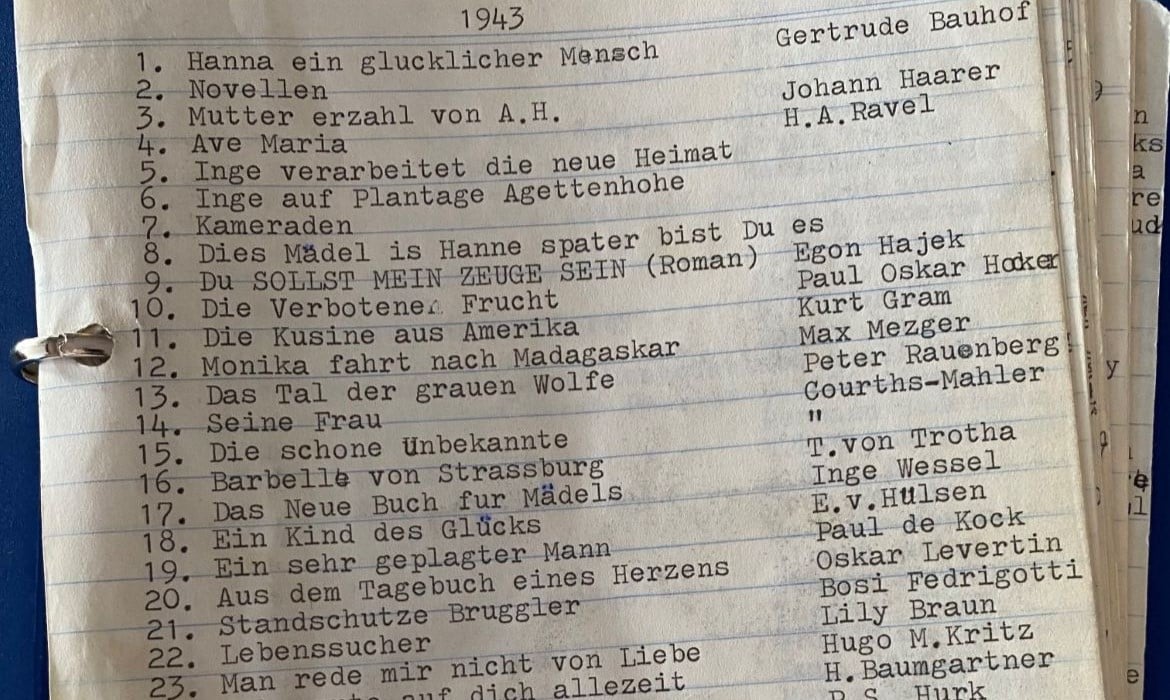 1943
1. Hanna ein glucklicher Mensch Gertrude Bauhof
2. Novellen
3. Mutter erzahl von A.H. Johann Haarer
4. Ave Maria H.A.Ravel
5. Inge verarbeitet die neue Heimat
6. Inge auf Plantage Agettenhohe
7. Kameraden
8. Dies Mädel is Hanne spater bist Du es
9. Du SOLLST MEIN ZEUGE SEIN (Roman) Egon Hajek
10. Die Verbotene Frucht Paul Oskar Hocker
11. Die Kusine aus Amerika Kurt Gram
12. Monika fahrt nach Madagaskar Max Mezger
13. Das Tal der grauen Wolfe Peter Rauenberg
14. Seine Frau Courths-Mahler
15. Die schone Unbekannte "
16. Barbelle von Strassburg T.von Trotha
17. Das Neue Buch fur Mädels Inge Wessel
18. Ein Kind des Glücks E.v.Hulsen
19. Ein sehr geplagter Mann Paul de Kock
20. Aus dem Tagebuch eines Herzens Oskar Levertin
21. Standschutze Bruggler Bosi Fedrigotti
22. Lebenssucher Lily Braun
23. Man rede mir nicht von Liebe Hugo M.Kritz
auf dich allezeit H.Baumgartner
Hurk